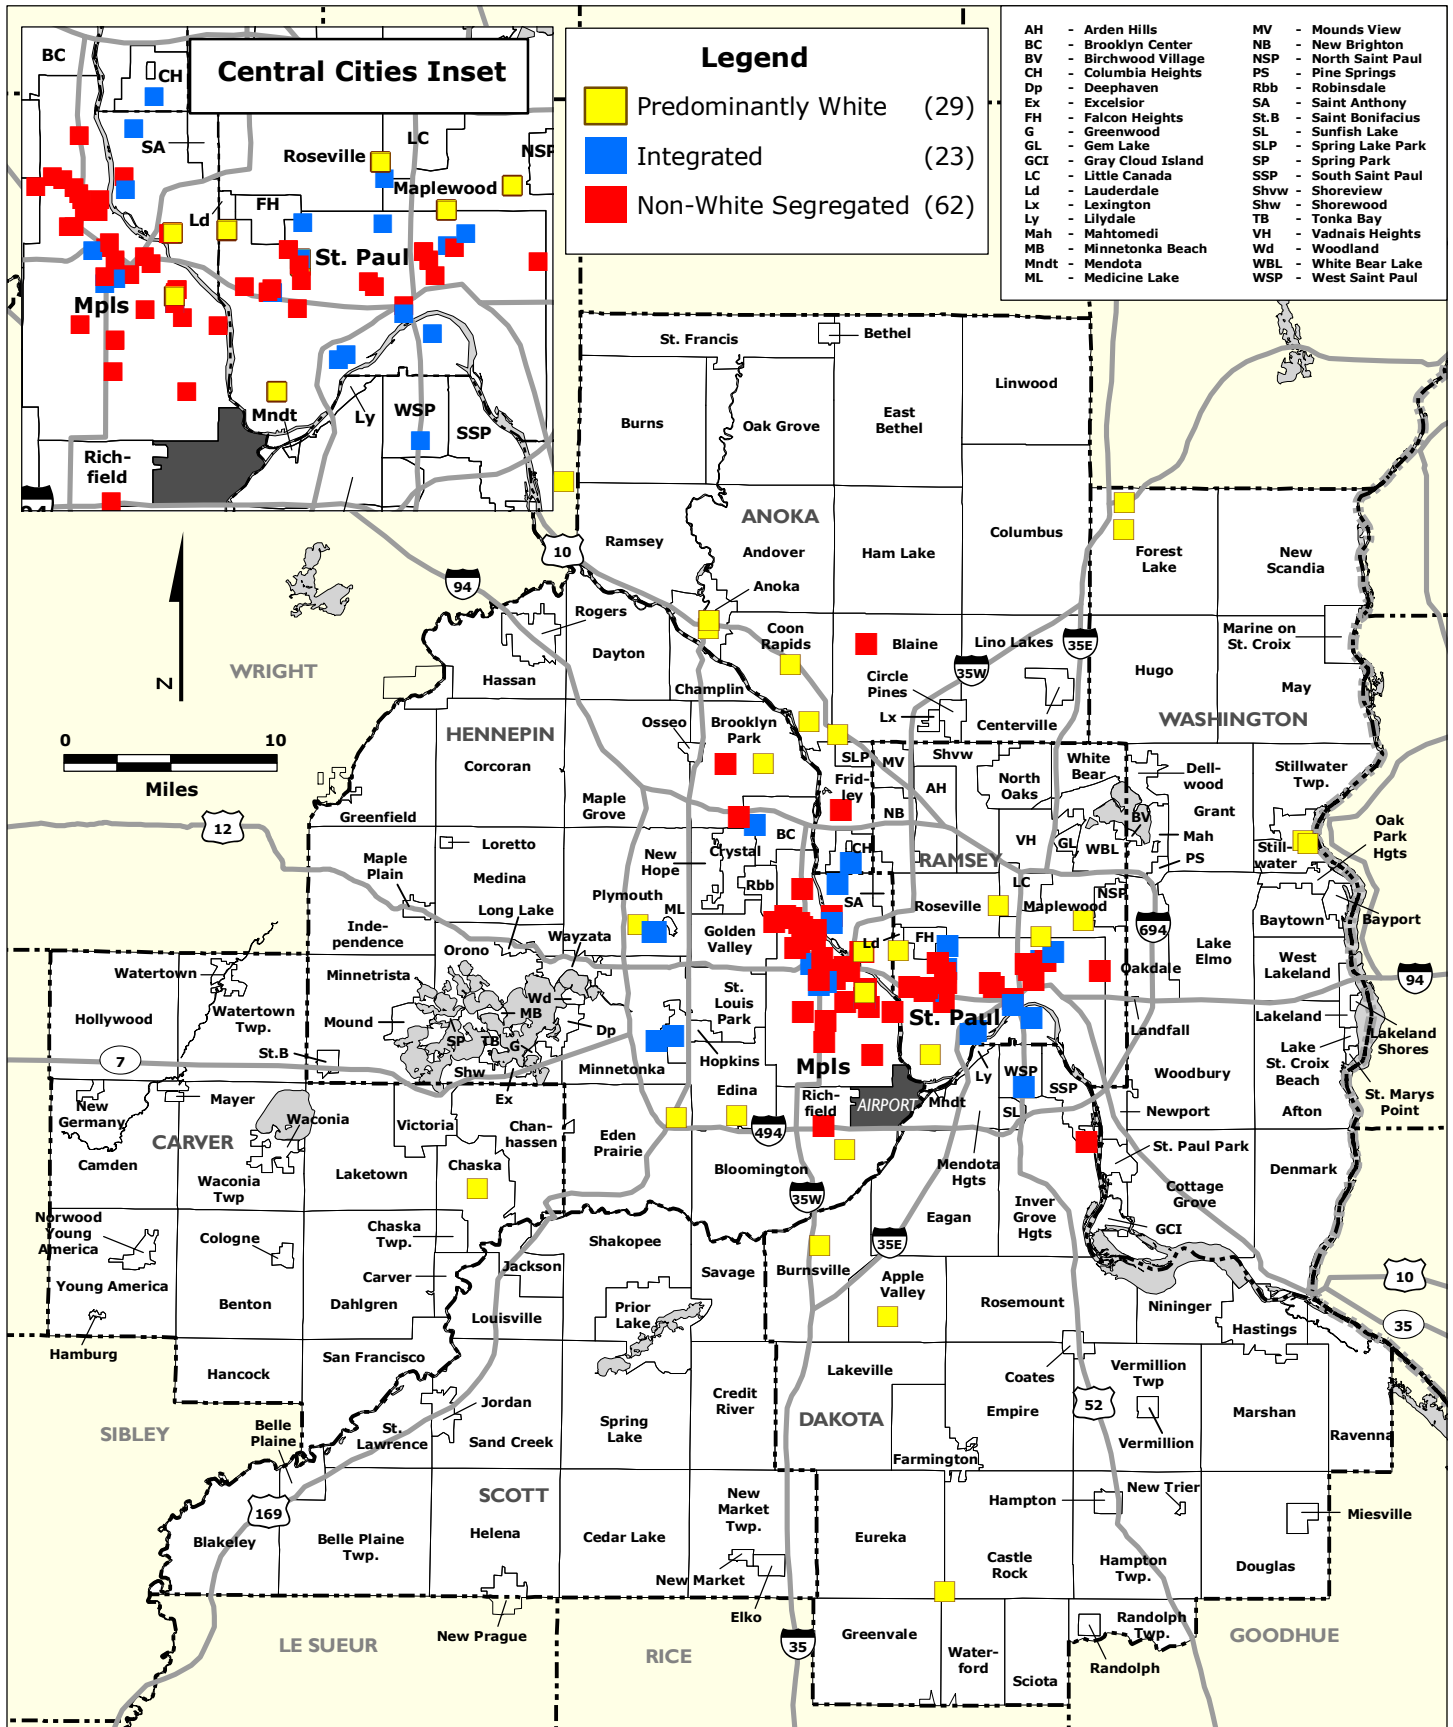 Central Cities Inset
BC
CH
SA
LC
NSP
Roseville
Maplewood
FH
Ld
St. Paul
Mpls
Mndt
Ly
WSP
SSP
Rich-
field
94
Legend
Predominantly White (29)
Integrated (23)
Non-White Segregated (62)
AH - Arden Hills
BC - Brooklyn Center
BV - Birchwood Village
CH - Columbia Heights
Dp - Deephaven
Ex - Excelsior
FH - Falcon Heights
G - Greenwood
GL - Gem Lake
GCI - Gray Cloud Island
LC - Little Canada
Ld - Lauderdale
Lx - Lexington
Ly - Lilydale
Mah - Mahtomedi
MB - Minnetonka Beach
Mndt - Mendota
ML - Medicine Lake
MV - Mounds View
NB - New Brighton
NSP - North Saint Paul
PS - Pine Springs
Rbb - Robinsdale
SA - Saint Anthony
St.B - Saint Bonifacius
SL - Sunfish Lake
SLP - Spring Lake Park
SP - Spring Park
SSP - South Saint Paul
Shvw - Shoreview
Shw - Shorewood
TB - Tonka Bay
VH - Vadnais Heights
Wd - Woodland
WBL - White Bear Lake
WSP - West Saint Paul
St. Francis
Bethel
Linwood
Burns
Oak Grove
East
Bethel
ANOKA
Ramsey
Andover
Ham Lake
Columbus
Forest
Lake
New
Scandia
10
94
Anoka
Rogers
Coon
Rapids
Blaine
Lino Lakes
35E
35W
Marine on
St. Croix
Dayton
WRIGHT
Hassan
Champlin
Circle
Pines
Lx
Centerville
Hugo
May
N
0 10
Miles
HENNEPIN
Osseo
Brooklyn
Park
WASHINGTON
Corcoran
SLP
MV
Shvw
White
Bear
Dell-
wood
Stillwater
Twp.
Frid-
ley
AH
North
Oaks
Maple
Grove
NB
Grant
BV
12
Greenfield
Loretto
BC
Crystal
CH
RAMSEY
VH
GL
WBL
Mah
PS
Still-
water
Oak
Park
Hgts
Maple
Plain
Medina
New
Hope
Rbb
LC
NSP
Plymouth
ML
SA
Roseville
Maplewood
Long Lake
Baytown
Bayport
Inde-
pendence
Orono
Wayzata
Golden
Valley
Ld
FH
694
Lake
Elmo
West
Lakeland
94
Oakdale
Watertown
Minnetrista
Hollywood
Watertown
Twp.
Wd
MB
St.
Louis
Park
St. Paul
Landfall
Lakeland
Lakeland
Shores
Mound
Dp
SP
TB
G
St.B
7
Shw
Ex
Minnetonka
Hopkins
Mpls
Woodbury
Lake
St. Croix
Beach
Ly
WSP
SSP
Mayer
New
Germany
Waconia
Edina
Rich-
field
AIRPORT
Mndt
SL
Newport
Afton
St. Marys
Point
CARVER
Victoria
Chan-
hassen
Eden
Prairie
494
St. Paul Park
Camden
Chaska
Laketown
Waconia
Twp
Bloomington
35W
Mendota
Hgts
Denmark
Cottage
Grove
Norwood
Young
America
Cologne
Chaska
Twp.
Shakopee
35E
Eagan
Inver
Grove
Hgts
GCI
Young America
Carver
Jackson
Savage
Burnsville
Apple
Valley
Benton
Dahlgren
Louisville
Prior
Lake
Rosemount
Nininger
10
35
Hastings
Hamburg
Hancock
San Francisco
Lakeville
Coates
Vermillion
Twp
SIBLEY
Jordan
Credit
River
DAKOTA
Empire
52
Marshan
Ravenna
Belle
Plaine
St.
Lawrence
Sand Creek
Spring
Lake
Farmington
Vermillion
SCOTT
169
New
Market
Twp.
Hampton
New Trier
Miesville
Blakeley
Belle Plaine
Twp.
Helena
Cedar Lake
Eureka
Castle
Rock
Hampton
Twp.
Douglas
New Market
Elko
New Prague
LE SUEUR
RICE
35
Greenvale
Water-
ford
Sciota
Randolph
Twp.
Randolph
GOODHUE